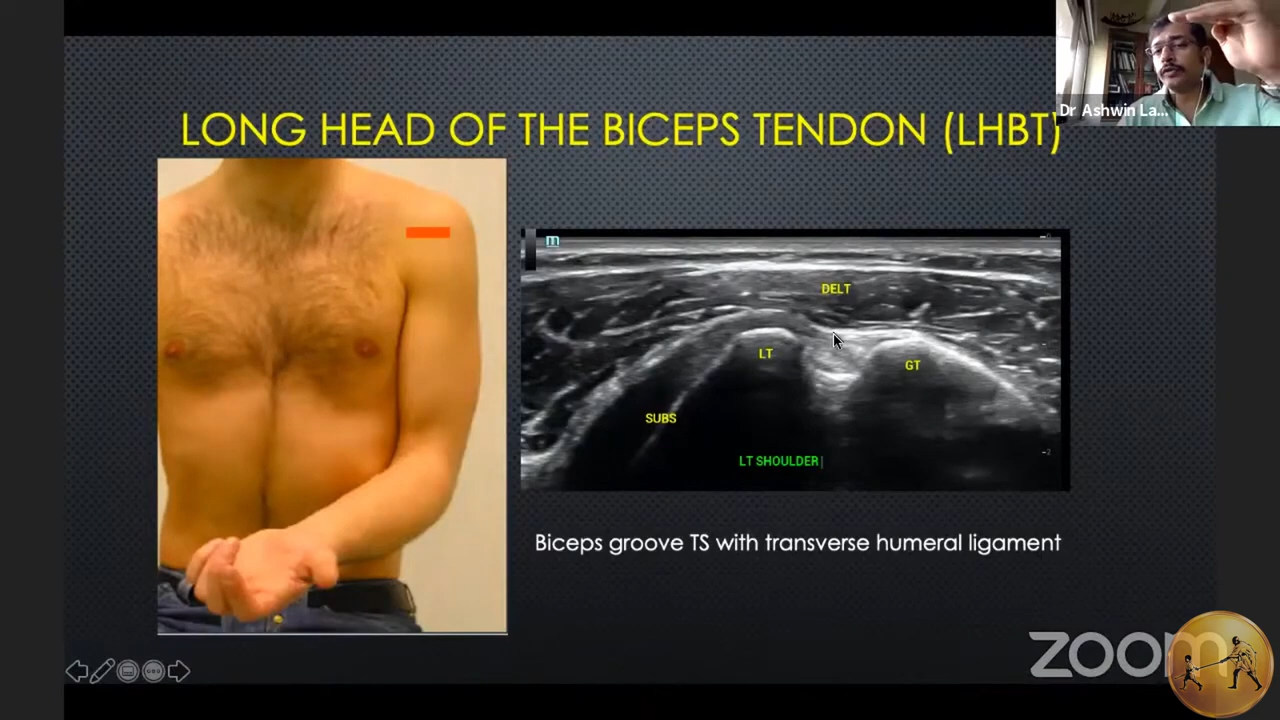 Dr Ashwin La...
LONG HEAD OF THE BICEPS TENDON (LHBT)
m
DELT
LT
GT
SUBS
-2
LT SHOULDER
Biceps groove TS with transverse humeral ligament
zoom